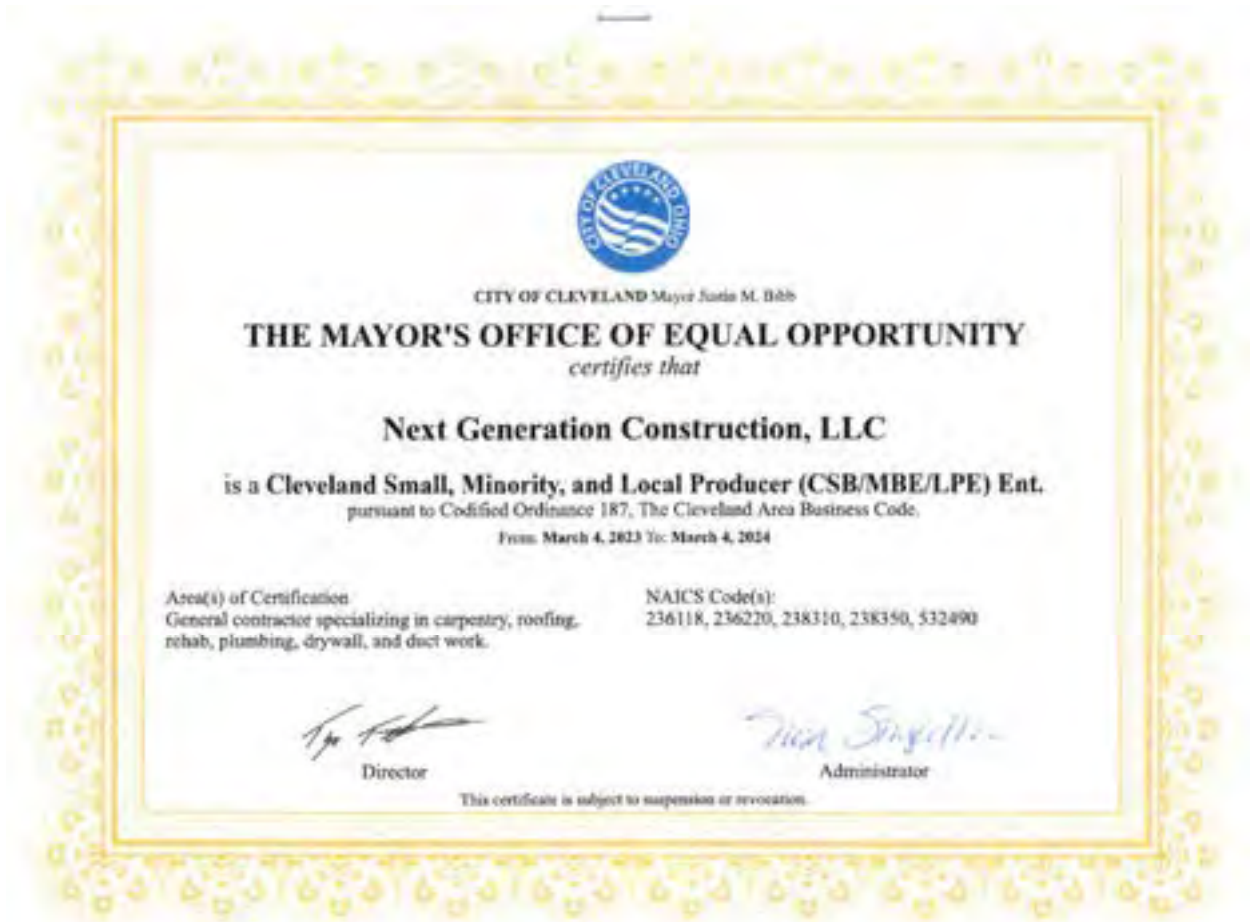 CITY OF CLEVELAND OHIO
CITY OF CLEVELAND Mayor Justin M. Bibb
THE MAYOR'S OFFICE OF EQUAL OPPORTUNITY
certifies that
Next Generation Construction, LLC
is a Cleveland Small, Minority, and Local Producer (CSB/MBE/LPE) Ent.
pursuant to Codified Ordinance 187, The Cleveland Area Business Code.
From: March 4, 2023 To: March 4, 2024
Area(s) of Certification
General contractor specializing in carpentry, roofing,
rehab, plumbing, drywall, and duct work.
NAICS Code(s):
236118, 236220, 238310, 238350, 532490
Director
Administrator
This certificate is subject to suspension or revocation.